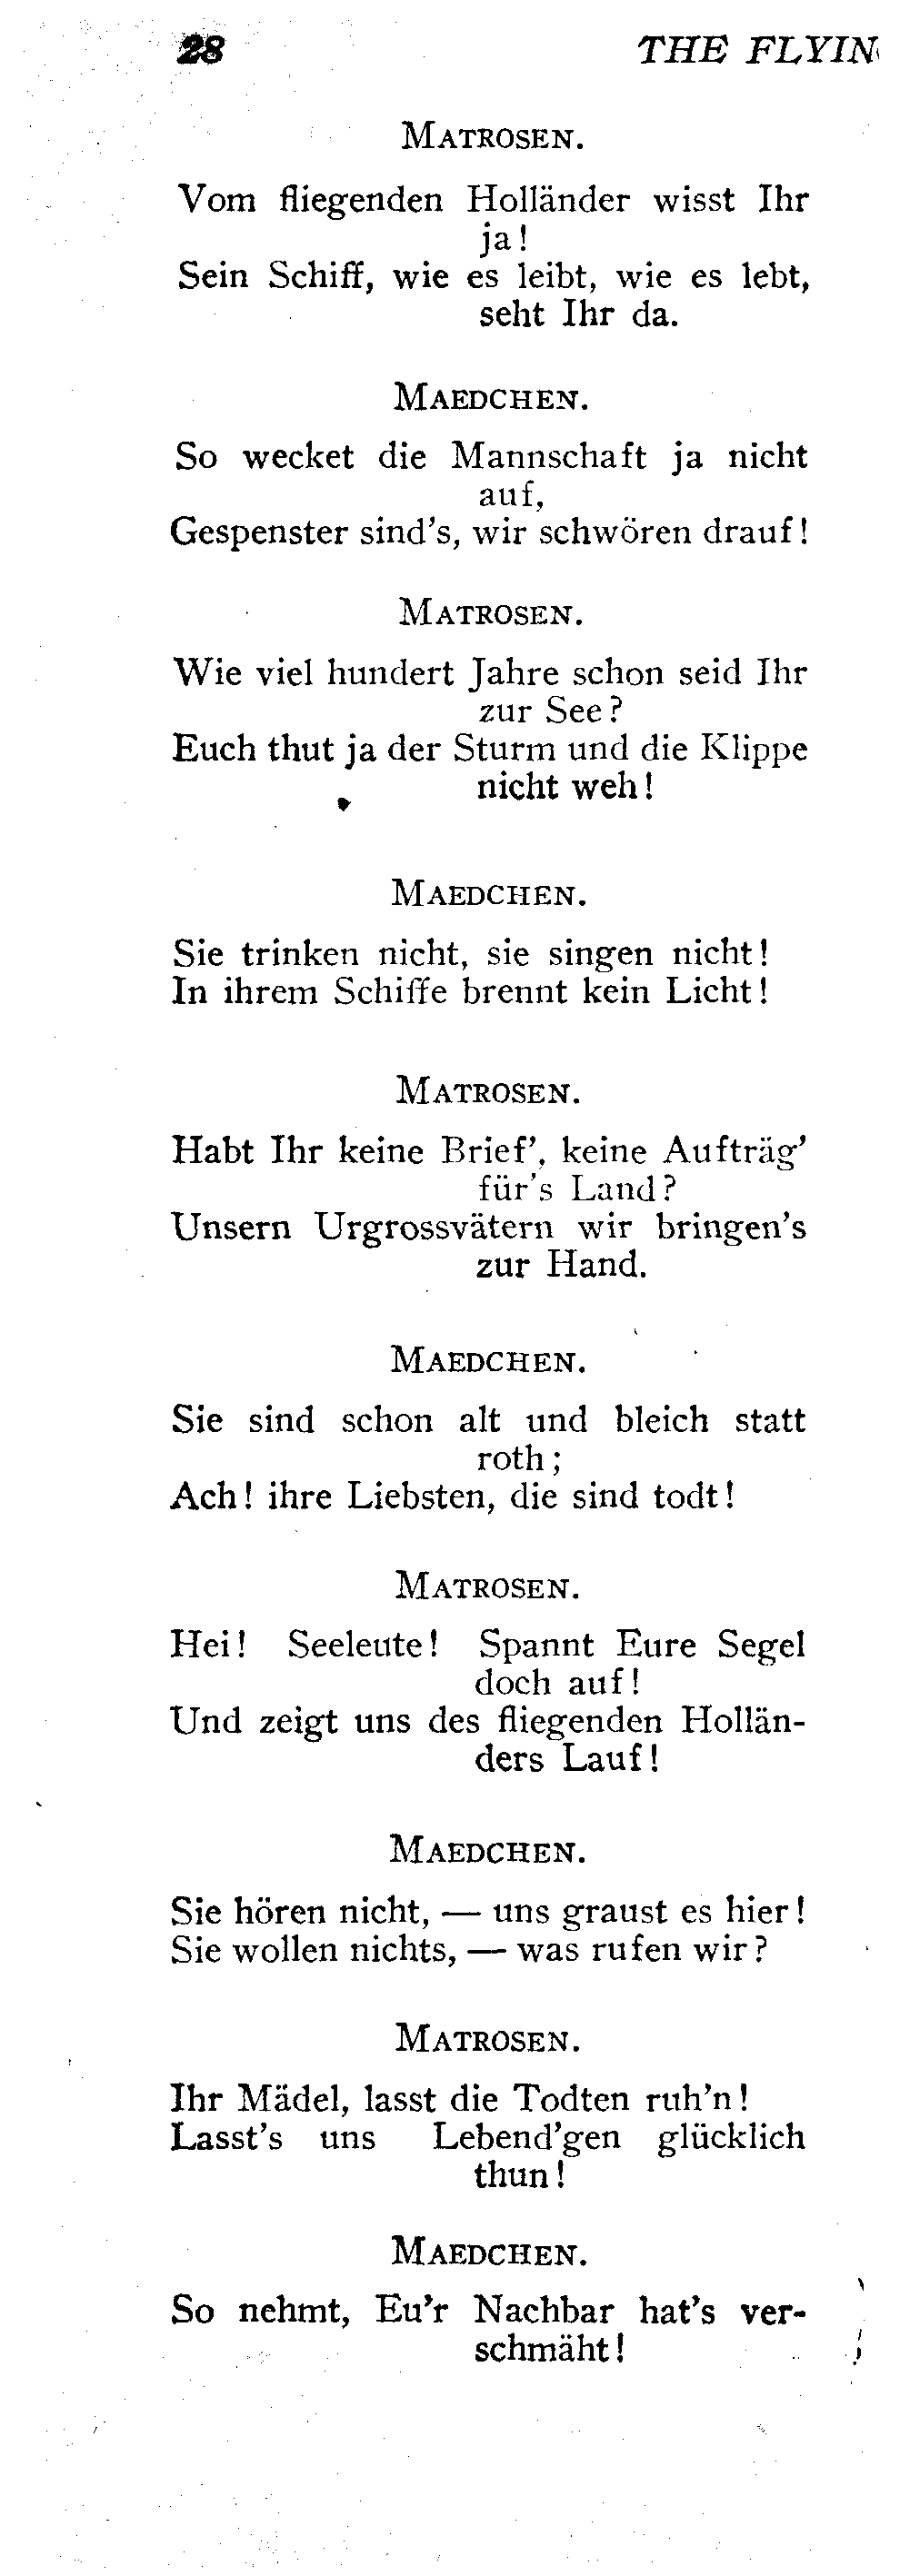 28 THE FLYIN
MATROSEN.
Vom fliegenden Holländer wisst Ihr
ja!
Sein Schiff, wie es leibt, wie es lebt,
seht Ihr da.
MAEDCHEN.
So wecket die Mannschaft ja nicht
auf,
Gespenster sind's, wir schwören drauf!
MATROSEN.
Wie viel hundert Jahre schon seid Ihr
zur See?
Euch thut ja der Sturm und die Klippe
nicht weh!
MAEDCHEN.
Sie trinken nicht, sie singen nicht!
In ihrem Schiffe brennt kein Licht!
MATROSEN.
Habt Ihr keine Brief', keine Aufträg'
für's Land?
Unsern Urgrossvätern wir bringen's
zur Hand.
MAEDCHEN.
Sie sind schon alt und bleich statt
roth;
Ach! ihre Liebsten, die sind todt!
MATROSEN.
Hei! Seeleute! Spannt Eure Segel
doch auf!
Und zeigt uns des fliegenden Hollän-
ders Lauf!
MAEDCHEN.
Sie hören nicht, — uns graust es hier!
Sie wollen nichts, — was rufen wir?
MATROSEN.
Ihr Mädel, lasst die Todten ruh'n!
Lasst's uns Lebend'gen glücklich
thun!
MAEDCHEN.
So nehmt, Eu'r Nachbar hat's ver-
schmäht!